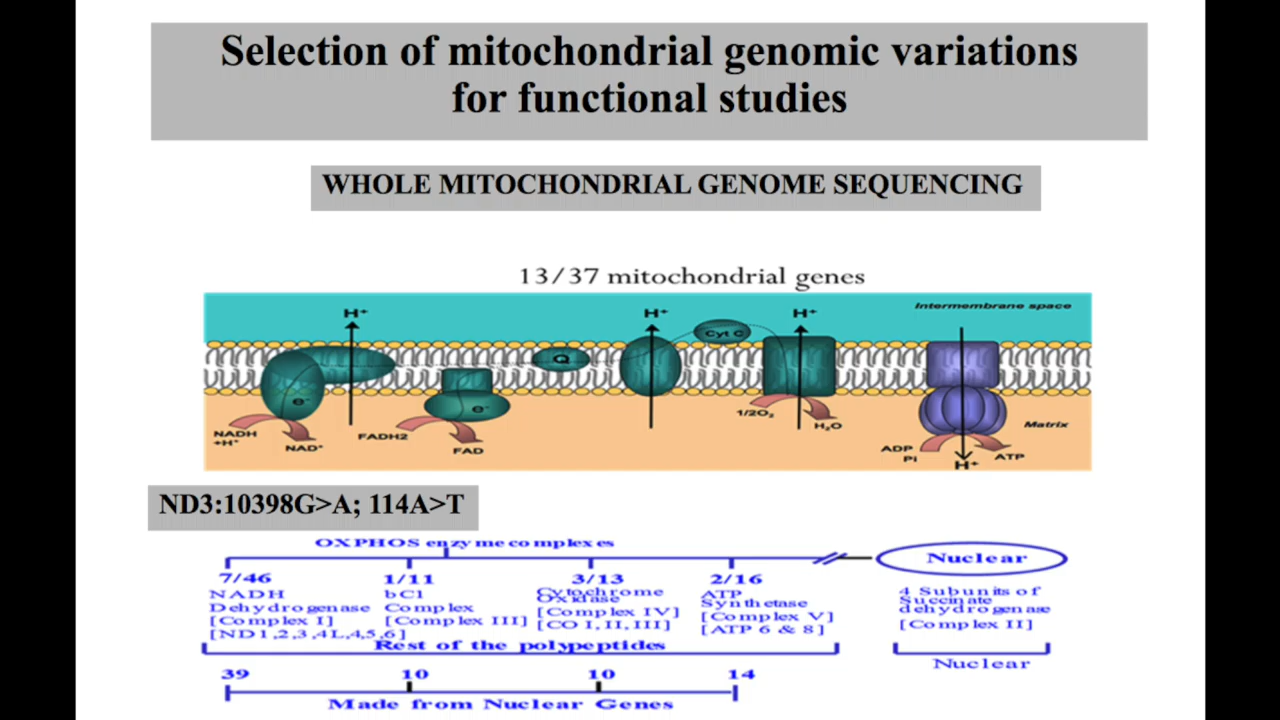 Selection of mitochondrial genomic variations
for functional studies
WHOLE MITOCHONDRIAL GENOME SEQUENCING
13/37 mitochondrial genes
Intermembrane space
H⁺ H⁺ H⁺
Cyt C
Q
e⁻ e⁻
NADH
+H⁺
NAD⁺
FADH2
FAD
1/2O₂
H₂O
Matrix
ADP
Pi
H⁺
ATP
ND3:10398G>A; 114A>T
OXPHOS enzyme complexes
Nuclear
7/46 1/11 3/13 2/16
NADH
Dehydrogenase
[Complex I]
[ND1,2,3,4L,4,5,6]
bC1
Complex
[Complex III]
Cytochrome
Oxidase
[Complex IV]
[CO I, II, III]
ATP
Synthetase
[Complex V]
[ATP 6 & 8]
4 Subunits of
Succinate
dehydrogenase
[Complex II]
Rest of the polypeptides
Nuclear
39 10 10 14
Made from Nuclear Genes